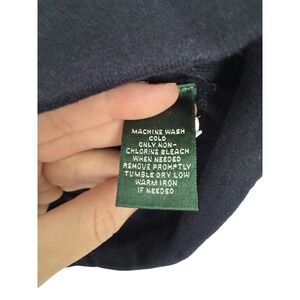 MACHINE WASH
COLD
ONLY NON-
CHLORINE BLEACH
WHEN NEEDED
REMOVE PROMPTLY
TUMBLE DRY LOW
WARM IRON
IF NEEDED